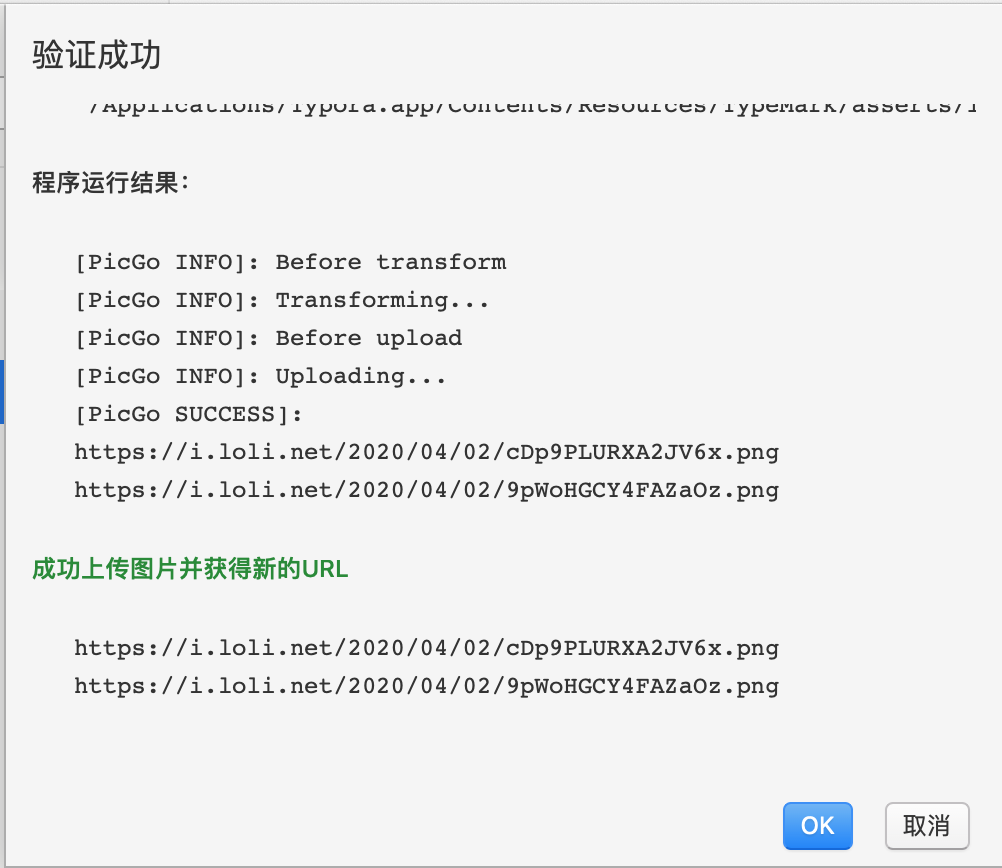 验证成功
/Applications/Typora.app/Contents/Resources/TypeMark/asserts/
程序运行结果：
[PicGo INFO]: Before transform
[PicGo INFO]: Transforming...
[PicGo INFO]: Before upload
[PicGo INFO]: Uploading...
[PicGo SUCCESS]:
https://i.loli.net/2020/04/02/cDp9PLURXA2JV6x.png
https://i.loli.net/2020/04/02/9pWoHGCY4FAZaOz.png
成功上传图片并获得新的URL
https://i.loli.net/2020/04/02/cDp9PLURXA2JV6x.png
https://i.loli.net/2020/04/02/9pWoHGCY4FAZaOz.png
OK 取消